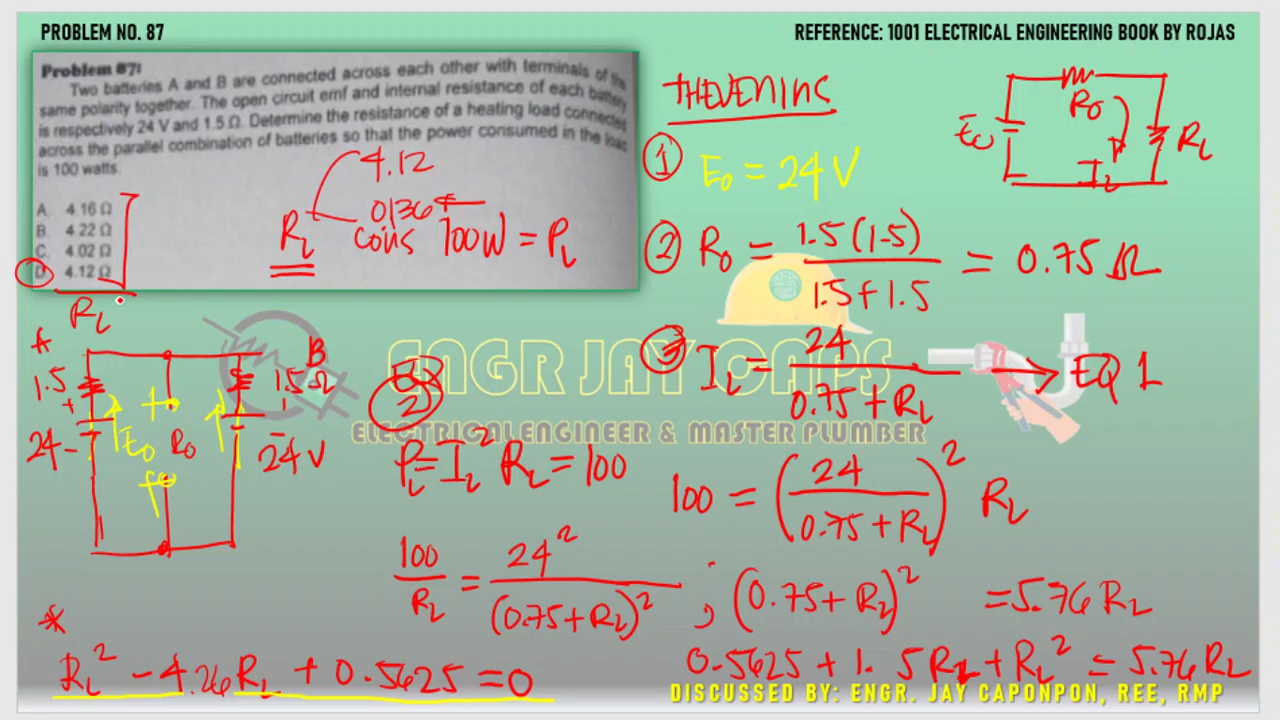 PROBLEM NO. 87
REFERENCE: 1001 ELECTRICAL ENGINEERING BOOK BY ROJAS
Problem 87:
Two batteries A and B are connected across each other with terminals of the
same polarity together. The open circuit emf and internal resistance of each battery
is respectively 24 V and 1.5 Ω. Determine the resistance of a heating load connected
across the parallel combination of batteries so that the power consumed in the load
is 100 watts.
A. 4.16 Ω
B. 4.22 Ω
C. 4.02 Ω
D. 4.12 Ω
RL
4.12
0.136
RL cons 100W = PL
THEVENINS
① E0 = 24 V
② R0 = 1.5(1.5) / 1.5+1.5 = 0.75 Ω
③ IL = 24 / 0.75 + RL → EQ 1
E0 R0 IL RL
A B
1.5 1.5Ω
+ + +
24 - E0 R0 - 24 V
ENGR JAY CAPS
ELECTRICAL ENGINEER & MASTER PLUMBER
②
PL = IL² RL = 100
100 = (24 / 0.75 + RL)² RL
100 / RL = 24² / (0.75+RL)² ; (0.75 + RL)² = 5.76 RL
0.5625 + 1.5RL + RL² = 5.76 RL
*
RL² - 4.26RL + 0.5625 = 0
DISCUSSED BY: ENGR. JAY CAPONPON, REE, RMP